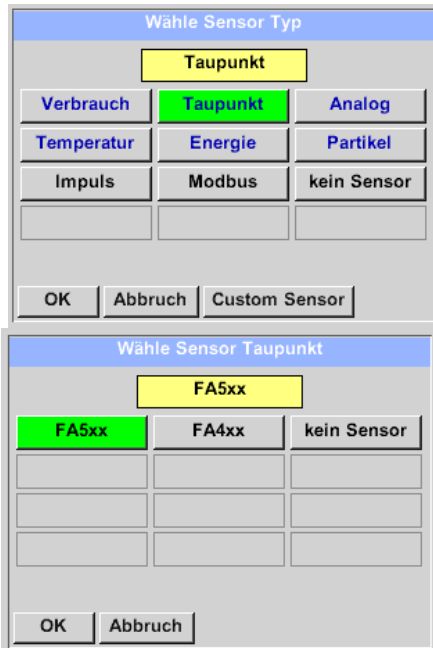 Wähle Sensor Typ
Taupunkt
Verbrauch Taupunkt Analog
Temperatur Energie Partikel
Impuls Modbus kein Sensor
OK Abbruch Custom Sensor
Wähle Sensor Taupunkt
FA5xx
FA5xx FA4xx kein Sensor
OK Abbruch